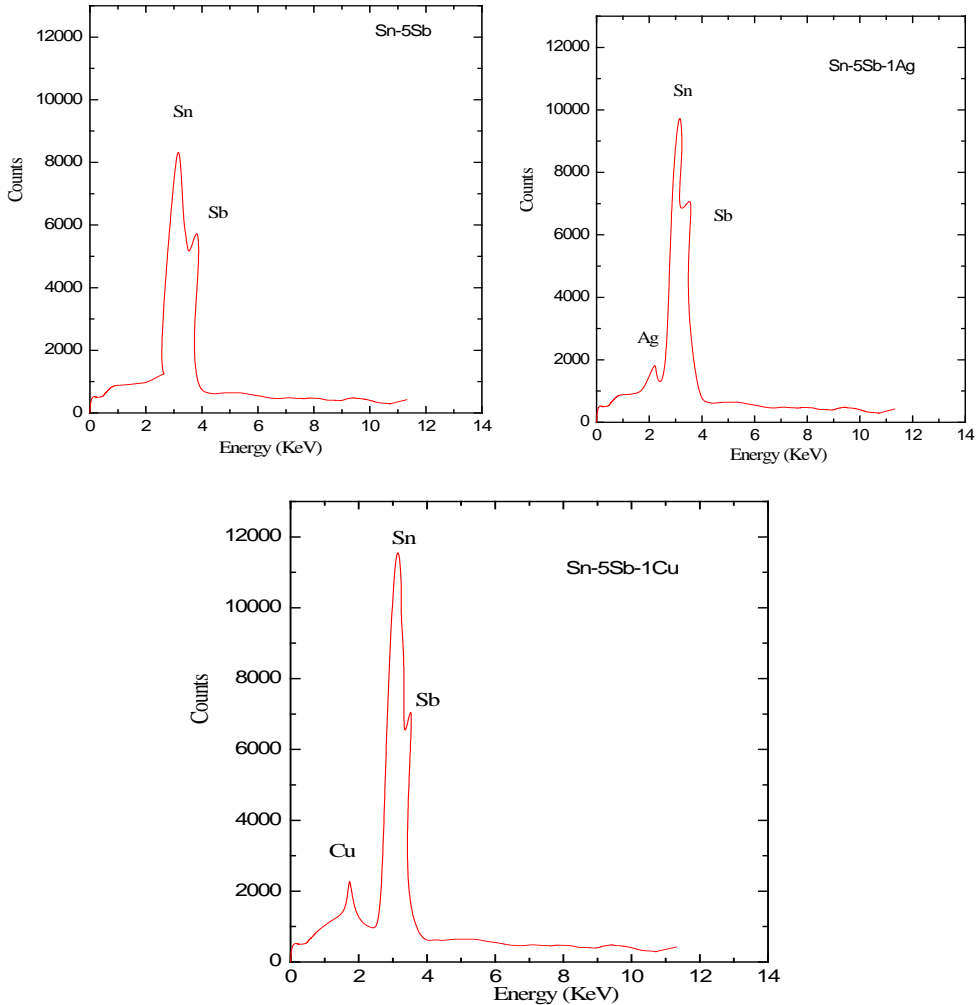 Sn-5Sb
12000
10000
8000
6000
4000
2000
0
Counts
Sn
Sb
0 2 4 6 8 10 12 14
Energy (KeV)
Sn-5Sb-1Ag
12000
10000
8000
6000
4000
2000
0
Counts
Sn
Sb
Ag
0 2 4 6 8 10 12 14
Energy (KeV)
Sn-5Sb-1Cu
12000
10000
8000
6000
4000
2000
0
Counts
Sn
Sb
Cu
0 2 4 6 8 10 12 14
Energy (KeV)